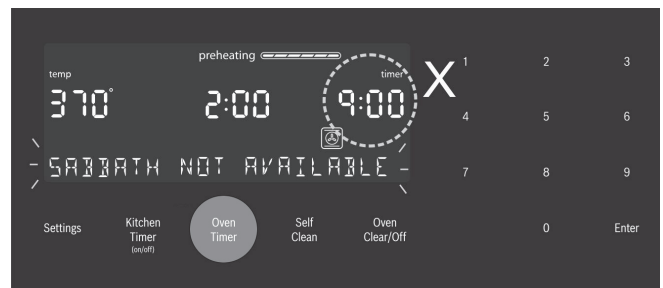 preheating
temp
timer
370°
2:00
9:00
X
SABBATH NOT AVAILABLE
1 2 3
4 5 6
7 8 9
0 Enter
Settings
Kitchen
Timer
(on/off)
Oven
Timer
Self
Clean
Oven
Clear/Off